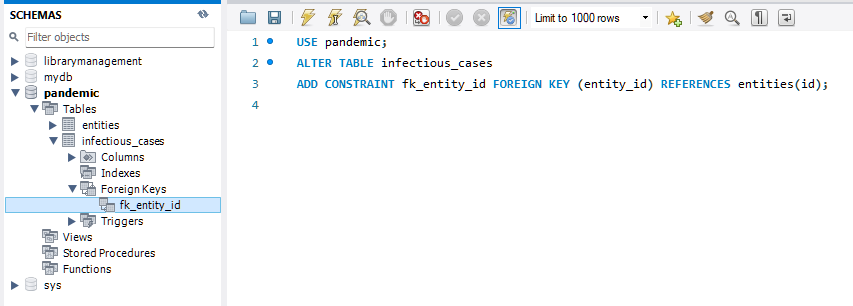 SCHEMAS
Filter objects
librarymanagement
mydb
pandemic
Tables
entities
infectious_cases
Columns
Indexes
Foreign Keys
fk_entity_id
Triggers
Views
Stored Procedures
Functions
sys
Limit to 1000 rows
1 USE pandemic;
2 ALTER TABLE infectious_cases
3 ADD CONSTRAINT fk_entity_id FOREIGN KEY (entity_id) REFERENCES entities(id);
4